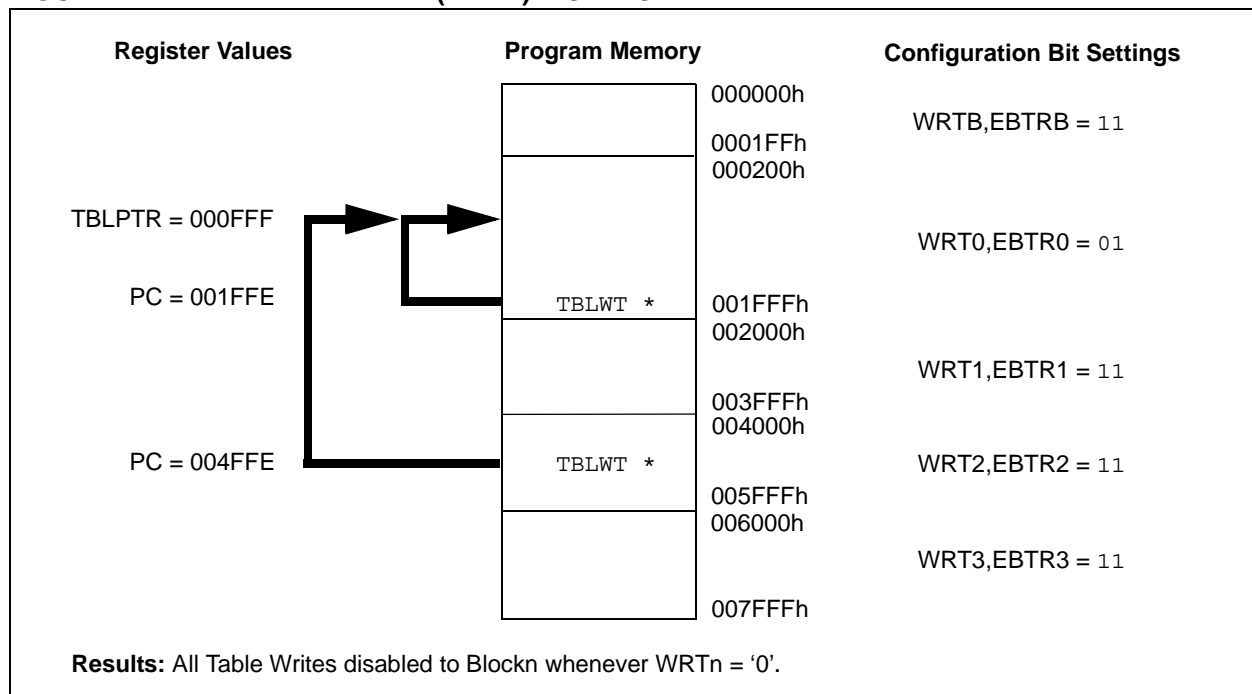 Register Values Program Memory Configuration Bit Settings
000000h
WRTB,EBTRB = 11
0001FFh
000200h
TBLPTR = 000FFF
WRT0,EBTR0 = 01
PC = 001FFE
TBLWT *
001FFFh
002000h
WRT1,EBTR1 = 11
003FFFh
004000h
PC = 004FFE
TBLWT *
WRT2,EBTR2 = 11
005FFFh
006000h
WRT3,EBTR3 = 11
007FFFh
Results: All Table Writes disabled to Blockn whenever WRTn = ‘0’.